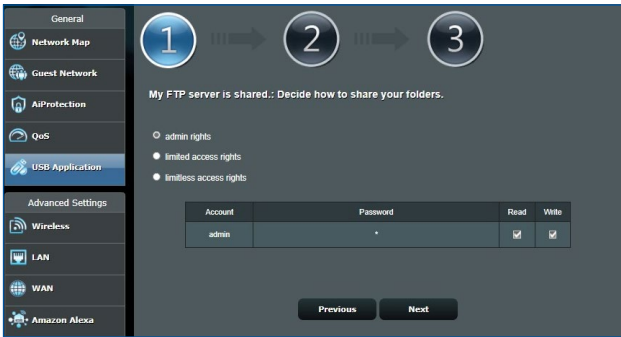 General
Network Map
Guest Network
AiProtection
QoS
USB Application
Advanced Settings
Wireless
LAN
WAN
Amazon Alexa
1 2 3
My FTP server is shared.: Decide how to share your folders.
admin rights
limited access rights
limitless access rights
Account Password Read Write
admin *
Previous Next